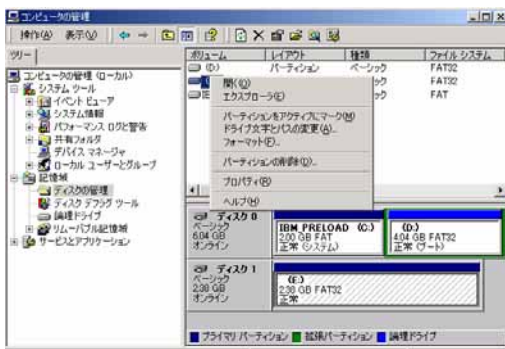 コンピュータの管理
操作(A) 表示(V)
ツリー
コンピュータの管理 (ローカル)
システム ツール
イベント ビューア
システム情報
パフォーマンス ログと警告
共有フォルダ
デバイス マネージャ
ローカル ユーザーとグループ
記憶域
ディスクの管理
ディスク デフラグ ツール
論理ドライブ
リムーバブル記憶域
サービスとアプリケーション
ボリューム レイアウト 種類 ファイル システム
(D:) パーティション ベーシック FAT32
FAT32
FAT
開く(O)
エクスプローラ(E)
パーティションをアクティブにマーク(M)
ドライブ文字とパスの変更(A)...
フォーマット(F)...
パーティションの削除(D)...
プロパティ(R)
ヘルプ(H)
ディスク 0
ベーシック
6.04 GB
オンライン
IBM_PRELOAD (C:)
2.00 GB FAT
正常 (システム)
(D:)
4.04 GB FAT32
正常 (ブート)
ディスク 1
ベーシック
2.38 GB
オンライン
(E:)
2.38 GB FAT32
正常
プライマリ パーティション 拡張パーティション 論理ドライブ